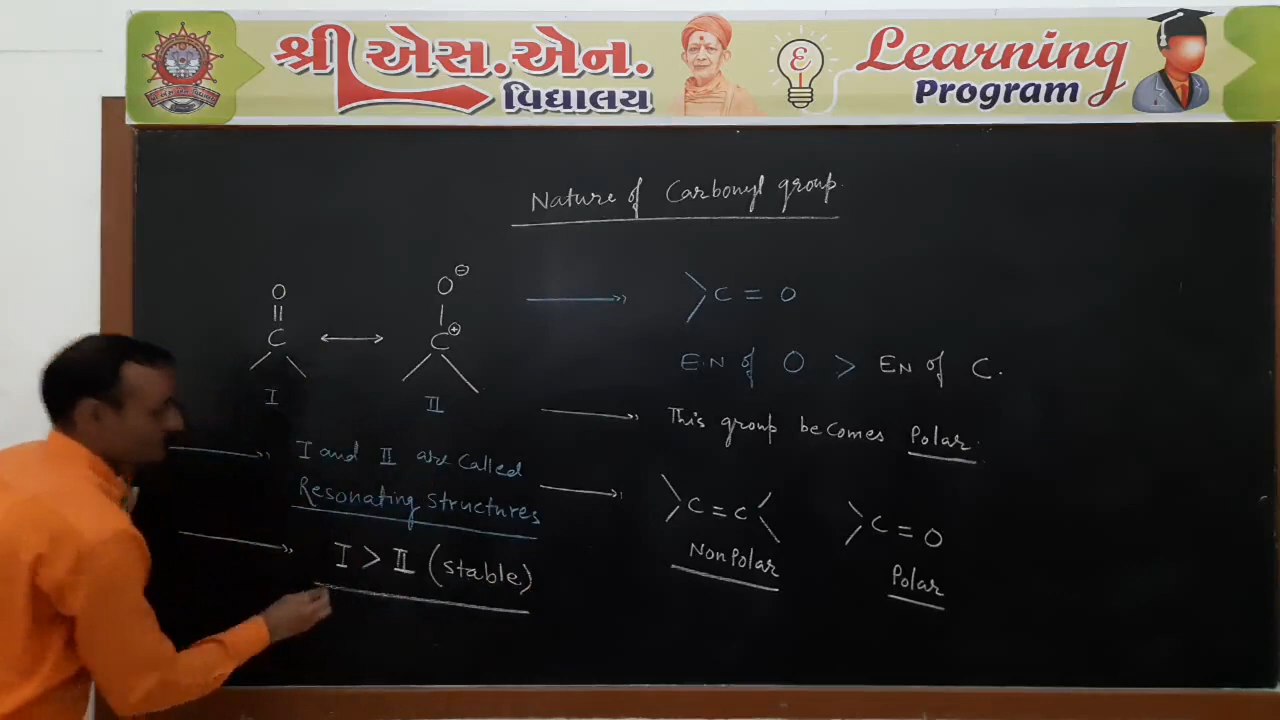 શ્રી એસ. એન.
વિદ્યાલય
Learning
Program
Nature of Carbonyl group.
O
||
C
I
O⊖
|
C⊕
II
I and II are Called
Resonating Structures
I > II (stable)
C = O
E.N of O > EN of C.
This group becomes Polar.
C = C
Non Polar
C = O
Polar